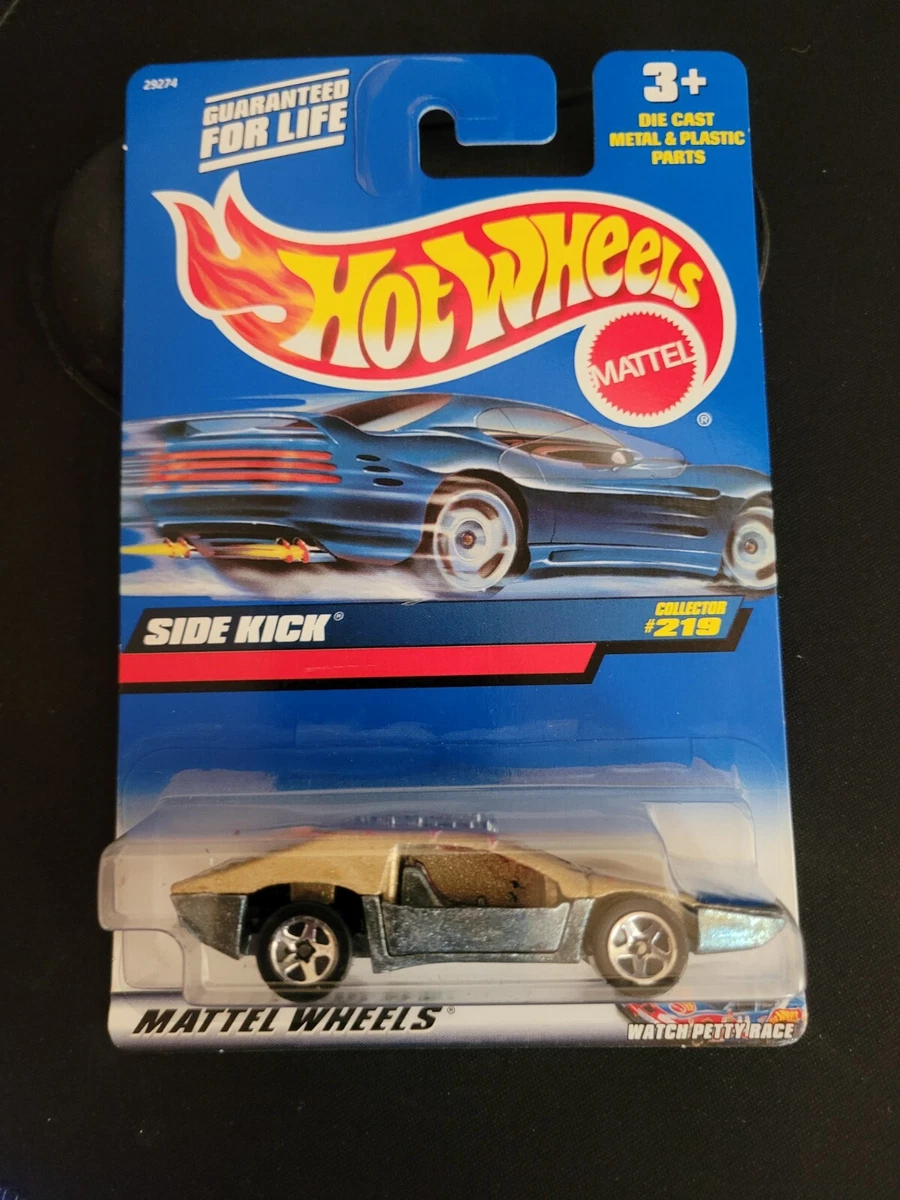 29274
GUARANTEED
FOR LIFE
3+
DIE CAST
METAL & PLASTIC
PARTS
HOT WHEELS
MATTEL
®
SIDE KICK®
COLLECTOR
#219
MATTEL WHEELS®
WATCH PETTY RACE